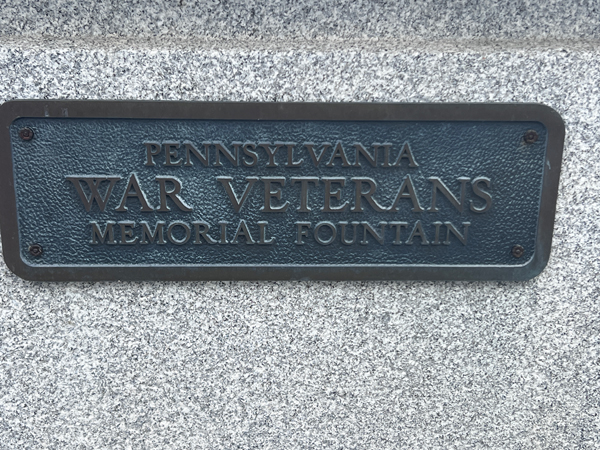 PENNSYLVANIA
WAR VETERANS
MEMORIAL FOUNTAIN